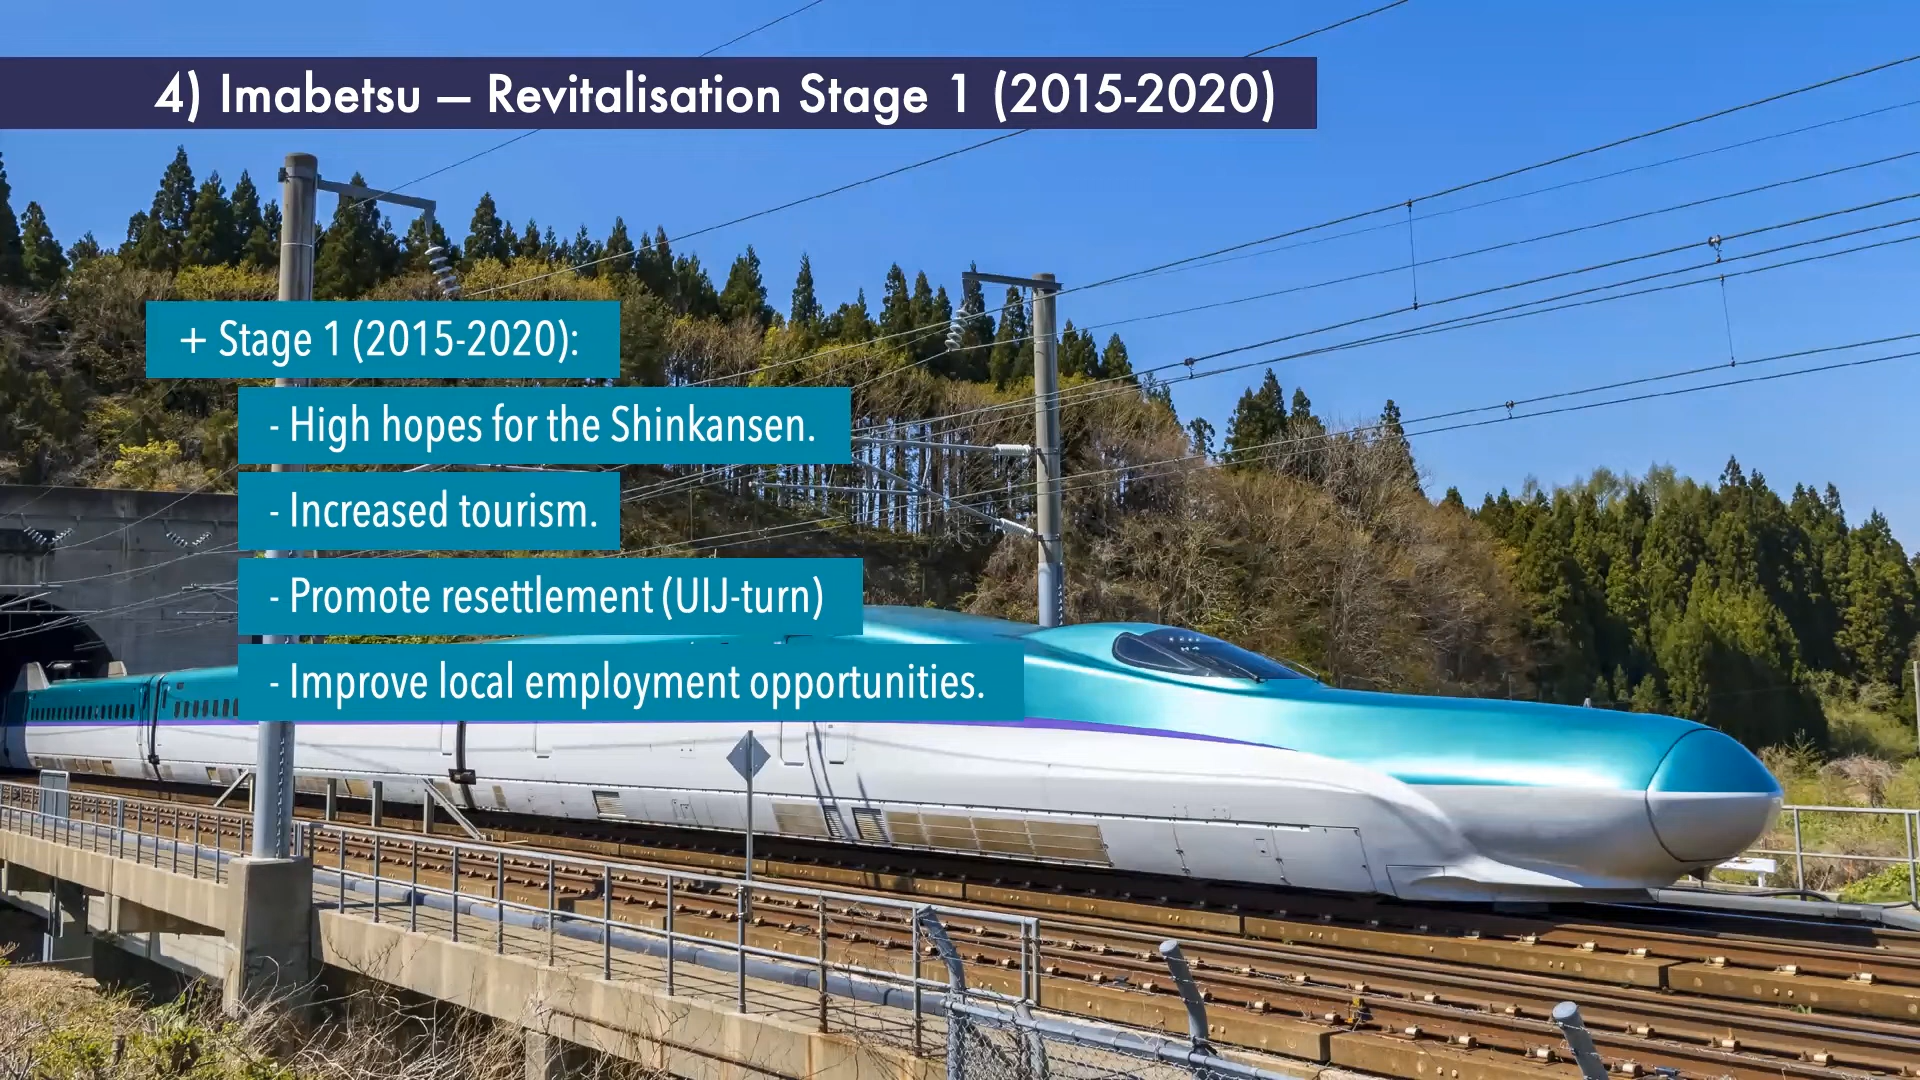 4) Imabetsu — Revitalisation Stage 1 (2015-2020)
+ Stage 1 (2015-2020):
- High hopes for the Shinkansen.
- Increased tourism.
- Promote resettlement (UIJ-turn)
- Improve local employment opportunities.